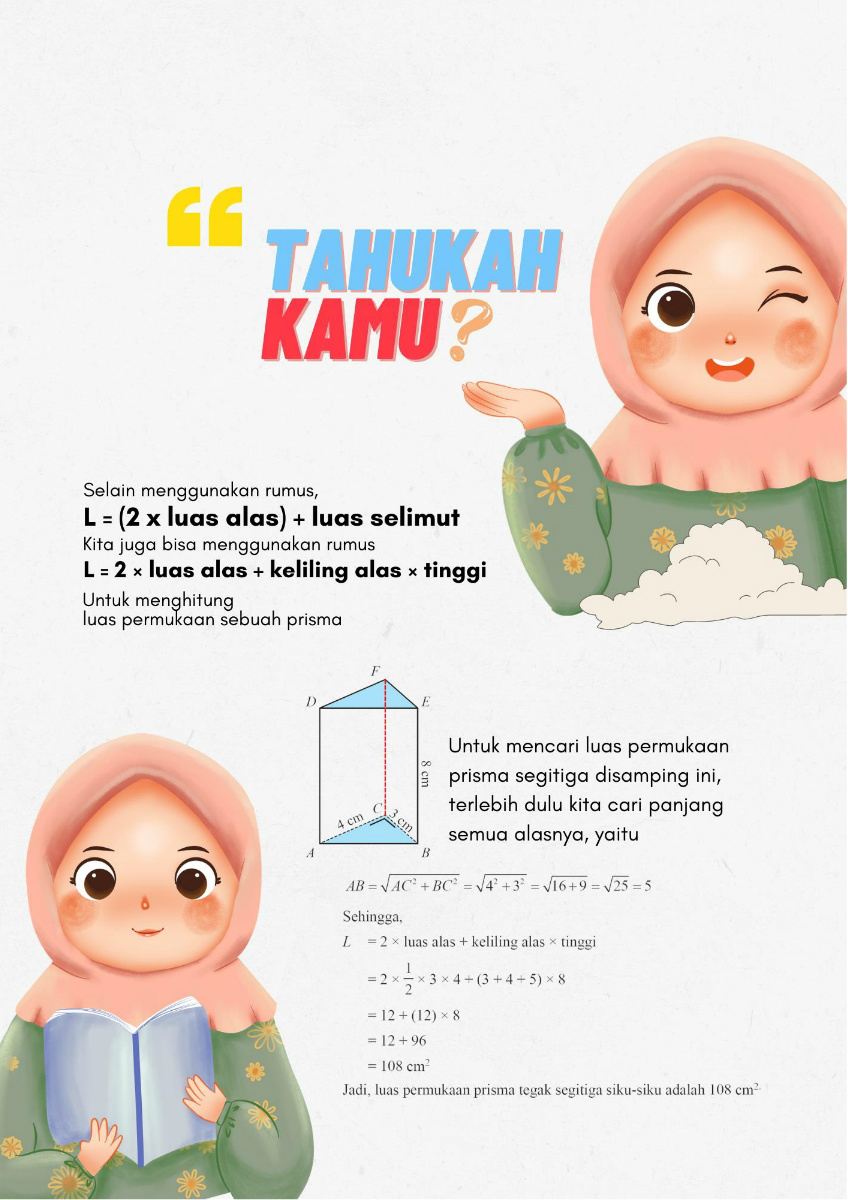 “
TAHUKAH
KAMU?
Selain menggunakan rumus,
L = (2 x luas alas) + luas selimut
Kita juga bisa menggunakan rumus
L = 2 × luas alas + keliling alas × tinggi
Untuk menghitung
luas permukaan sebuah prisma
F
D
E
8 cm
C
4 cm
3 cm
A
B
Untuk mencari luas permukaan
prisma segitiga disamping ini,
terlebih dulu kita cari panjang
semua alasnya, yaitu
AB = √(AC² + BC²) = √(4² + 3²) = √(16 + 9) = √25 = 5
Sehingga,
L = 2 × luas alas + keliling alas × tinggi
= 2 × 1/2 × 3 × 4 + (3 + 4 + 5) × 8
= 12 + (12) × 8
= 12 + 96
= 108 cm²
Jadi, luas permukaan prisma tegak segitiga siku-siku adalah 108 cm².